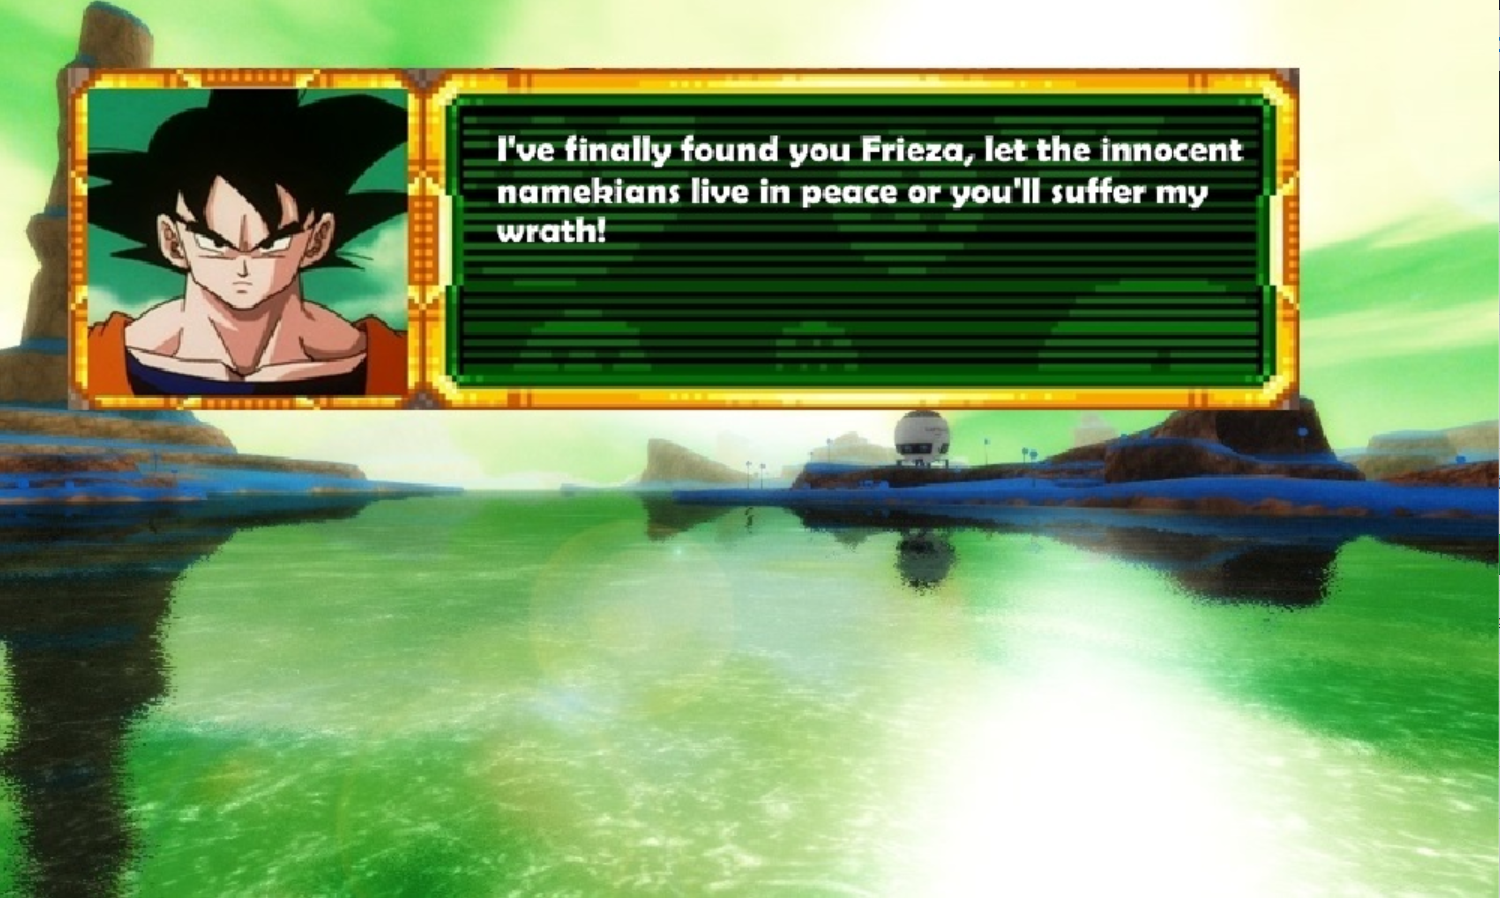 I've finally found you Frieza, let the innocent
namekians live in peace or you'll suffer my
wrath!